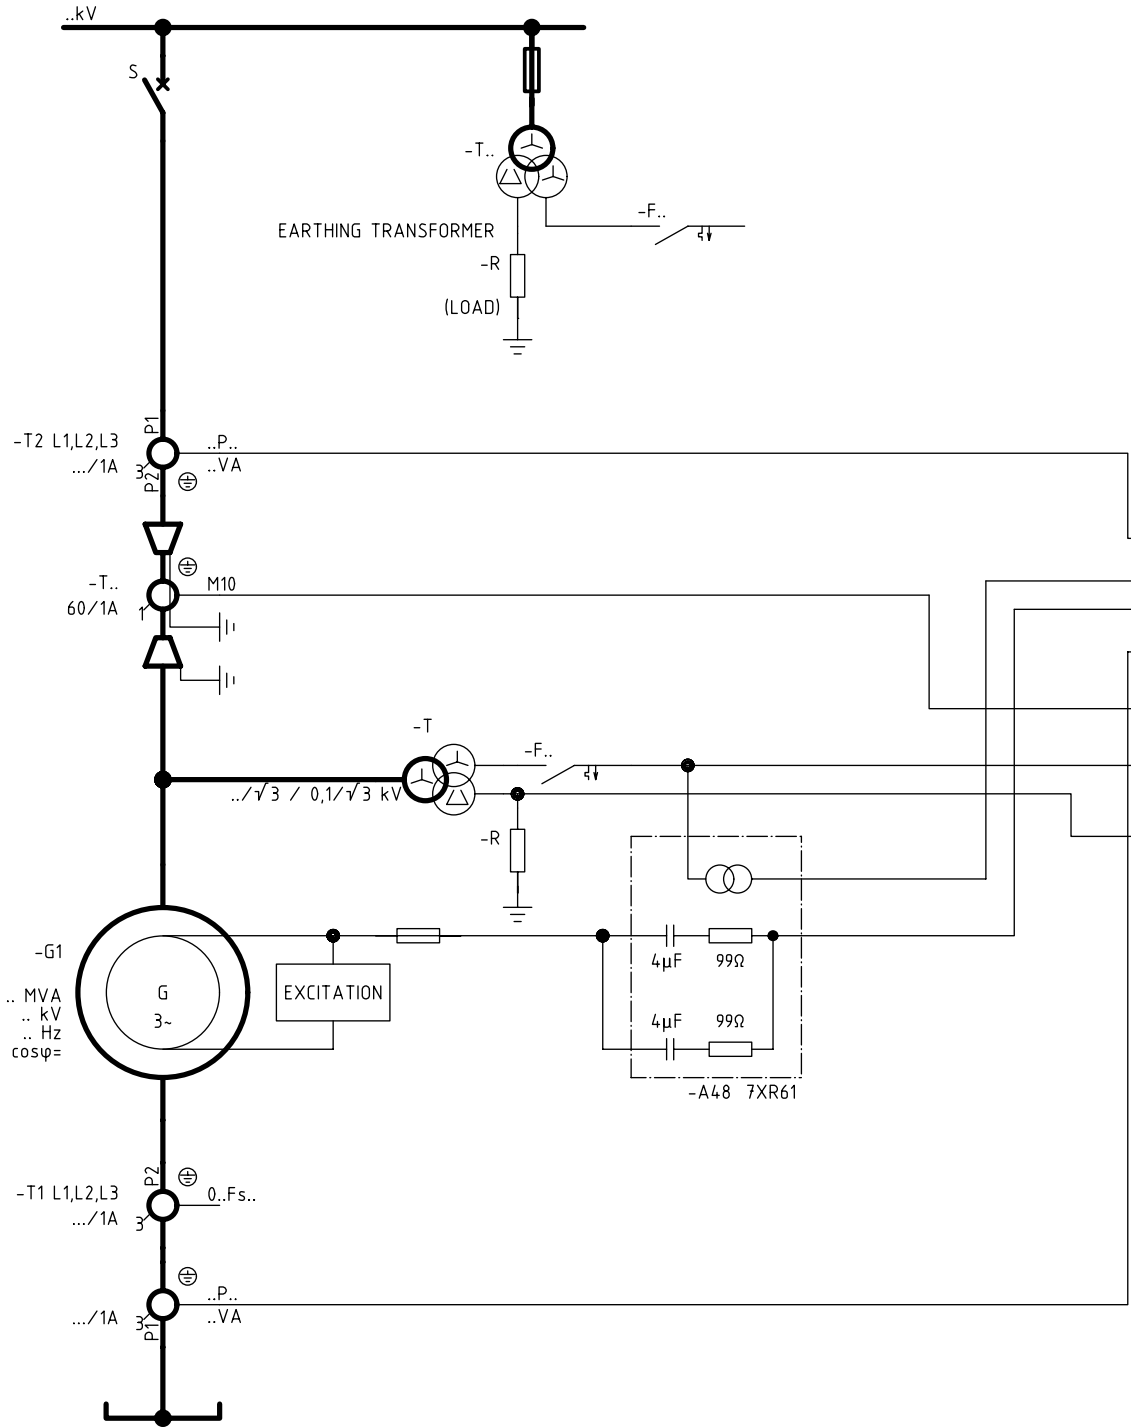 ..kV
S
-T..
-F..
EARTHING TRANSFORMER
-R
(LOAD)
P1
-T2 L1,L2,L3
..P..
.../1A
3
..VA
P2
-T..
M10
60/1A
1
-T
-F..
../√3 / 0,1/√3 kV
-R
-G1
4µF
99Ω
.. MVA
G
EXCITATION
.. kV
3~
4µF
99Ω
.. Hz
cosφ=
-A48 7XR61
P2
-T1 L1,L2,L3
0..Fs..
.../1A
3
..P..
.../1A
3
..VA
P1